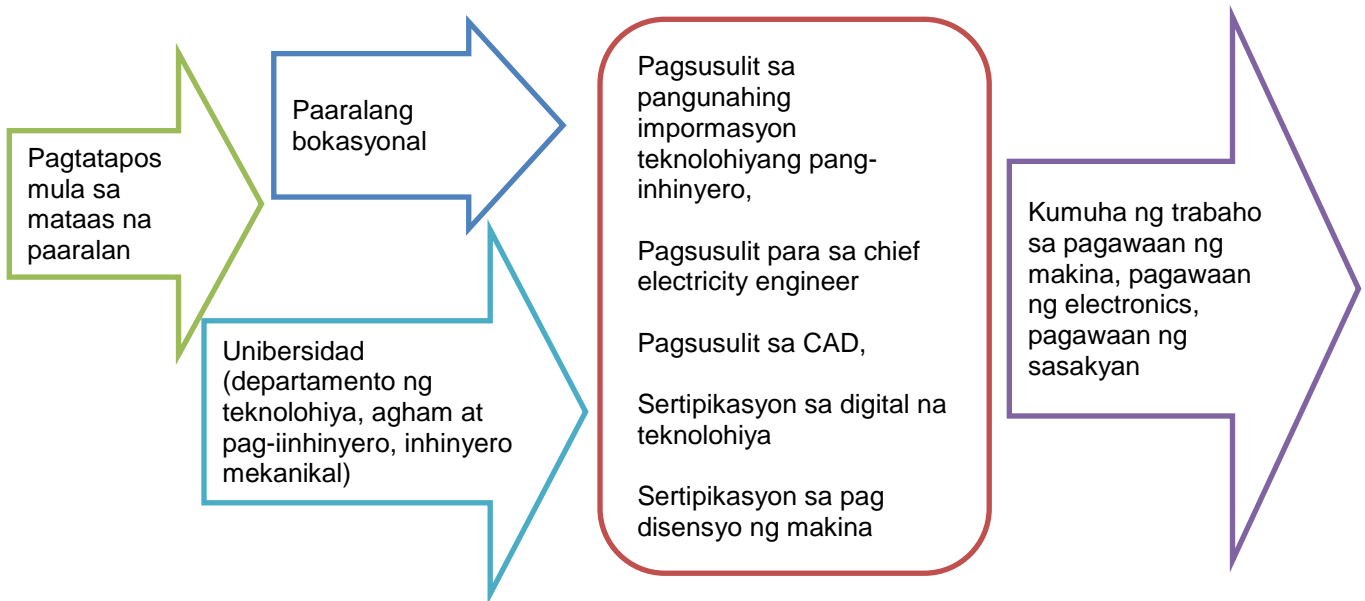 Pagtatapos
mula sa
mataas na
paaralan
Paaralang
bokasyonal
Unibersidad
(departamento ng
teknolohiya, agham at
pag-iinhinyero, inhinyero
mekanikal)
Pagsusulit sa
pangunahing
impormasyon
teknolohiyang pang-
inhinyero,
Pagsusulit para sa chief
electricity engineer
Pagsusulit sa CAD,
Sertipikasyon sa digital na
teknolohiya
Sertipikasyon sa pag
disensyo ng makina
Kumuha ng trabaho
sa pagawaan ng
makina, pagawaan
ng electronics,
pagawaan ng
sasakyan